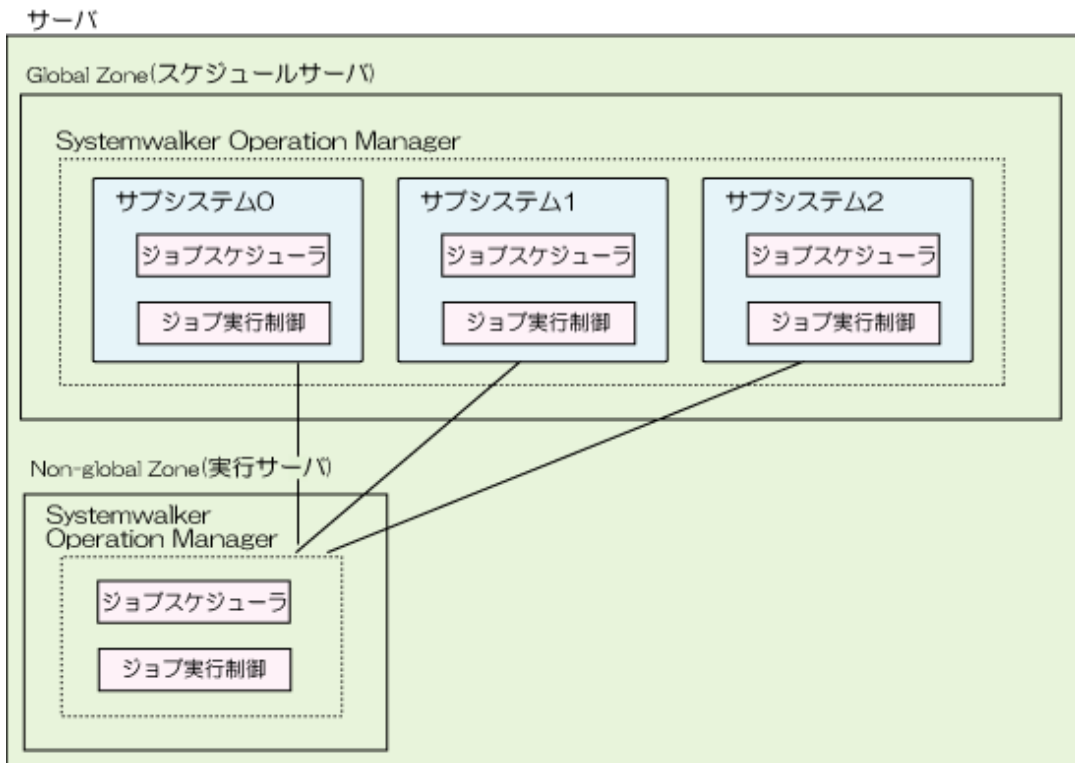 サーバ
Global Zone(スケジュールサーバ)
Systemwalker Operation Manager
サブシステム0
サブシステム1
サブシステム2
ジョブスケジューラ
ジョブスケジューラ
ジョブスケジューラ
ジョブ実行制御
ジョブ実行制御
ジョブ実行制御
Non-global Zone(実行サーバ)
Systemwalker
Operation Manager
ジョブスケジューラ
ジョブ実行制御